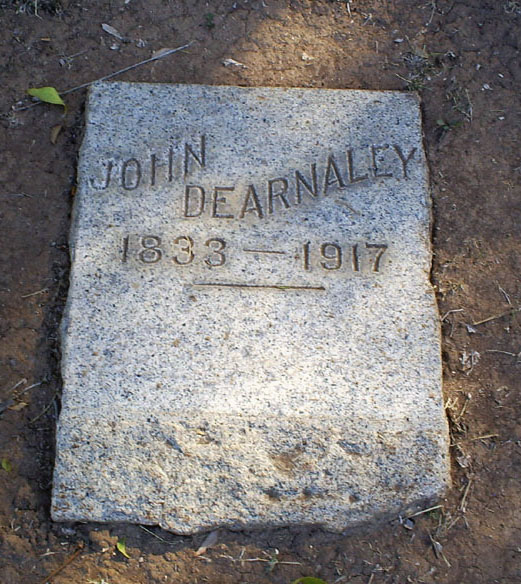 JOHN
DEARNALEY
1833 — 1917